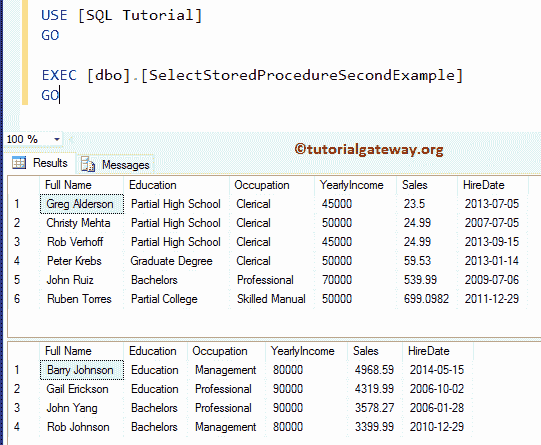 USE [SQL Tutorial]
GO
EXEC [dbo].[SelectStoredProcedureSecondExample]
GO
100 %
©tutorialgateway.org
Results Messages
Full Name Education Occupation YearlyIncome Sales HireDate
1 Greg Alderson Partial High School Clerical 45000 23.5 2013-07-05
2 Christy Mehta Partial High School Clerical 50000 24.99 2007-07-05
3 Rob Verhoff Partial High School Clerical 45000 24.99 2013-09-15
4 Peter Krebs Graduate Degree Clerical 50000 59.53 2013-01-14
5 John Ruiz Bachelors Professional 70000 539.99 2009-07-06
6 Ruben Torres Partial College Skilled Manual 50000 699.0982 2011-12-29
Full Name Education Occupation YearlyIncome Sales HireDate
1 Barry Johnson Education Management 80000 4968.59 2014-05-15
2 Gail Erickson Education Professional 90000 4319.99 2006-10-02
3 John Yang Bachelors Professional 90000 3578.27 2006-01-28
4 Rob Johnson Bachelors Management 80000 3399.99 2010-12-29